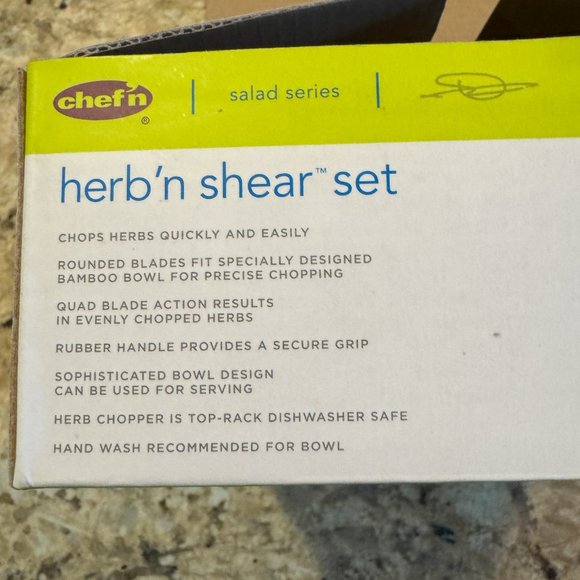 chef'n
®
salad series
herb'n shear™ set
CHOPS HERBS QUICKLY AND EASILY
ROUNDED BLADES FIT SPECIALLY DESIGNED
BAMBOO BOWL FOR PRECISE CHOPPING
QUAD BLADE ACTION RESULTS
IN EVENLY CHOPPED HERBS
RUBBER HANDLE PROVIDES A SECURE GRIP
SOPHISTICATED BOWL DESIGN
CAN BE USED FOR SERVING
HERB CHOPPER IS TOP-RACK DISHWASHER SAFE
HAND WASH RECOMMENDED FOR BOWL